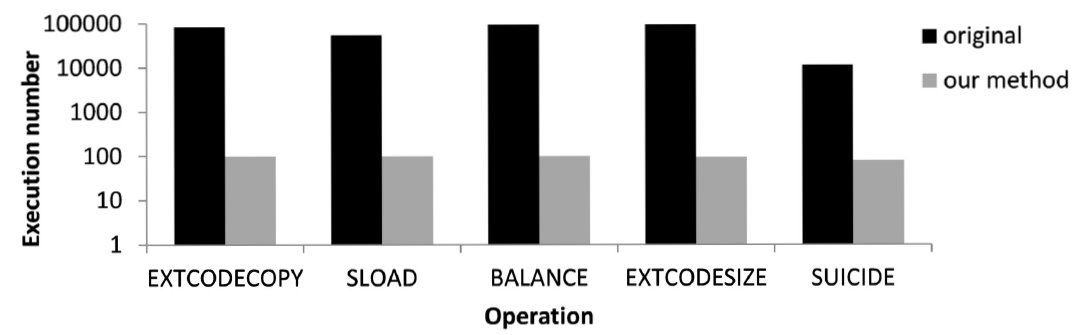 100000
10000
1000
100
10
1
Execution number
EXTCODECOPY SLOAD BALANCE EXTCODESIZE SUICIDE
Operation
original
our method